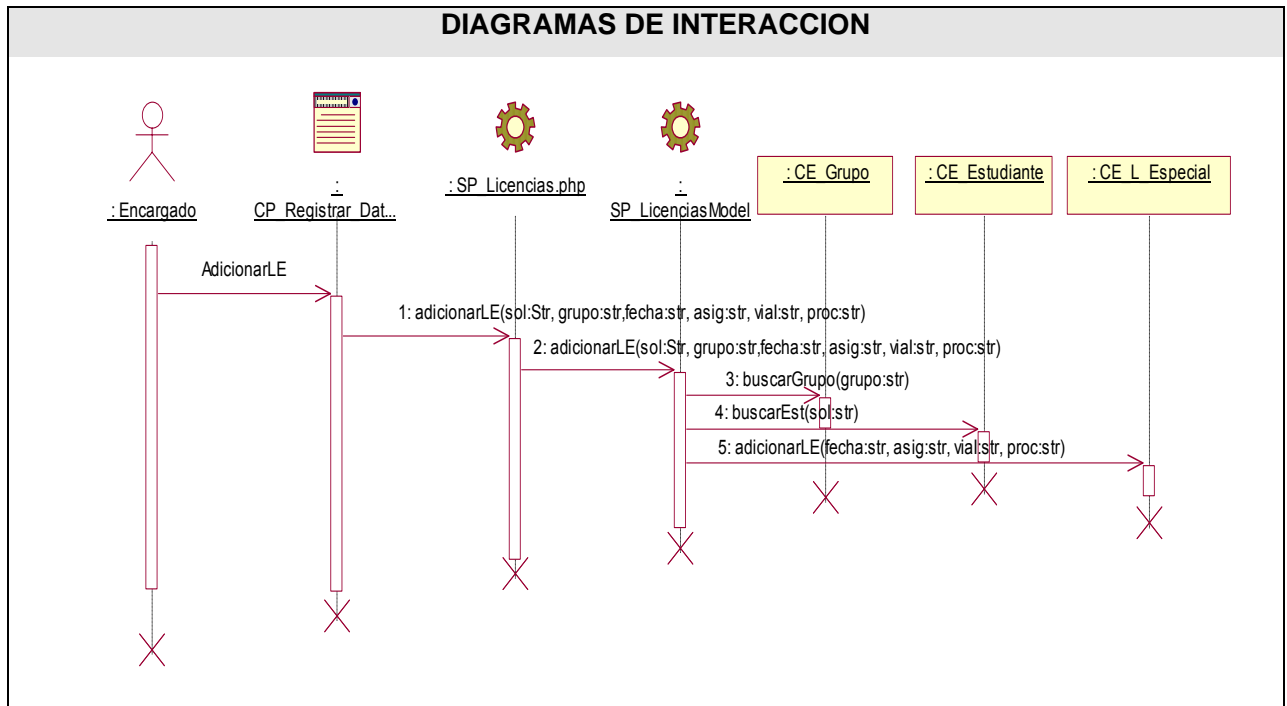 DIAGRAMAS DE INTERACCION
: Encargado
:
CP_Registrar_Dat...
: SP_Licencias.php
:
SP_LicenciasModel
: CE_Grupo
: CE_Estudiante
: CE_L_Especial
AdicionarLE
1: adicionarLE(sol:Str, grupo:str,fecha:str, asig:str, vial:str, proc:str)
2: adicionarLE(sol:Str, grupo:str,fecha:str, asig:str, vial:str, proc:str)
3: buscarGrupo(grupo:str)
4: buscarEst(sol:str)
5: adicionarLE(fecha:str, asig:str, vial:str, proc:str)